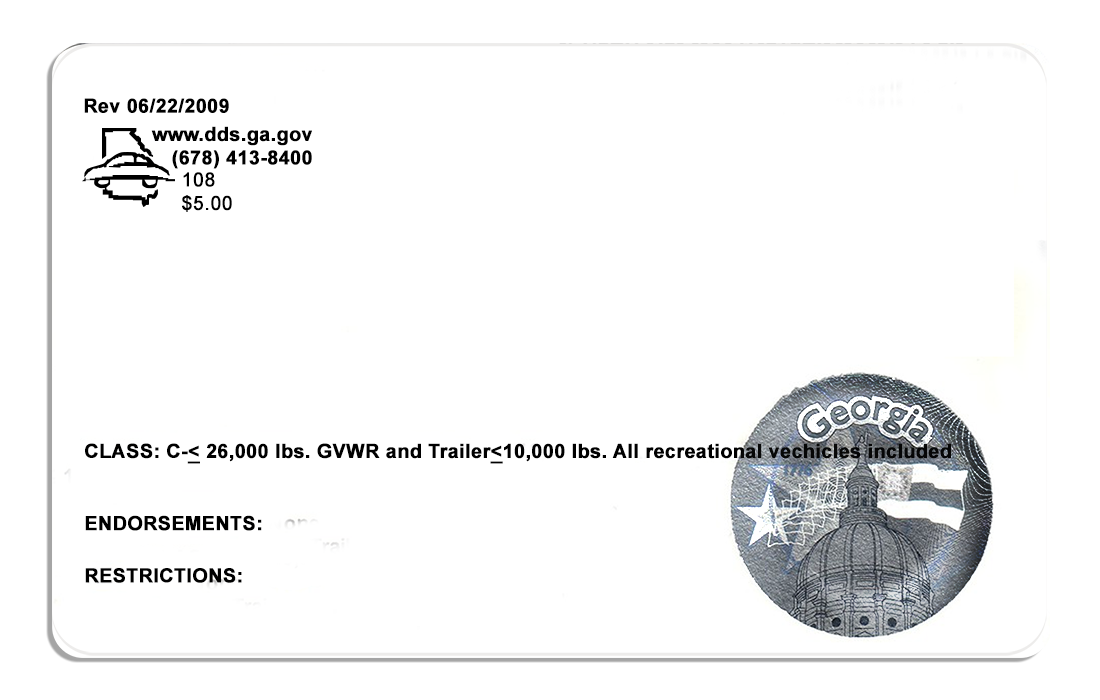 Rev 06/22/2009
www.dds.ga.gov
(678) 413-8400
108
$5.00
Georgia
CLASS: C-≤ 26,000 lbs. GVWR and Trailer≤10,000 lbs. All recreational vechicles included
1776
ENDORSEMENTS:
RESTRICTIONS: